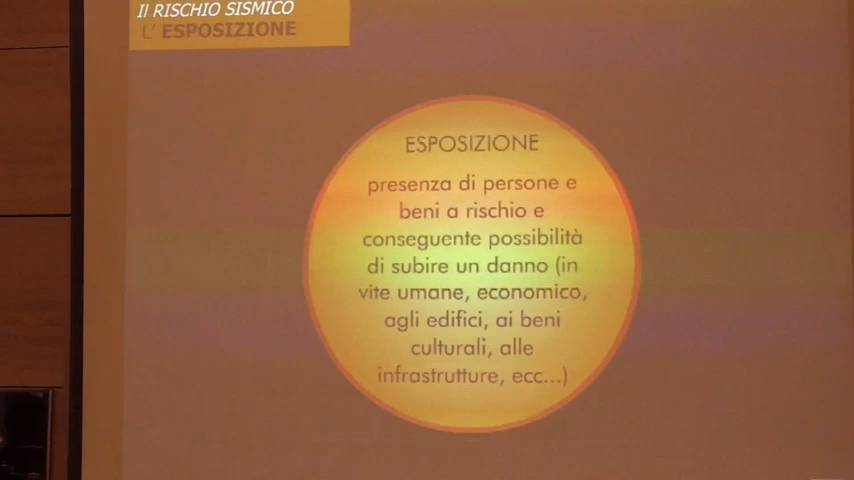 Il RISCHIO SISMICO
L' ESPOSIZIONE
ESPOSIZIONE
presenza di persone e
beni a rischio e
conseguente possibilità
di subire un danno (in
vite umane, economico,
agli edifici, ai beni
culturali, alle
infrastrutture, ecc...)